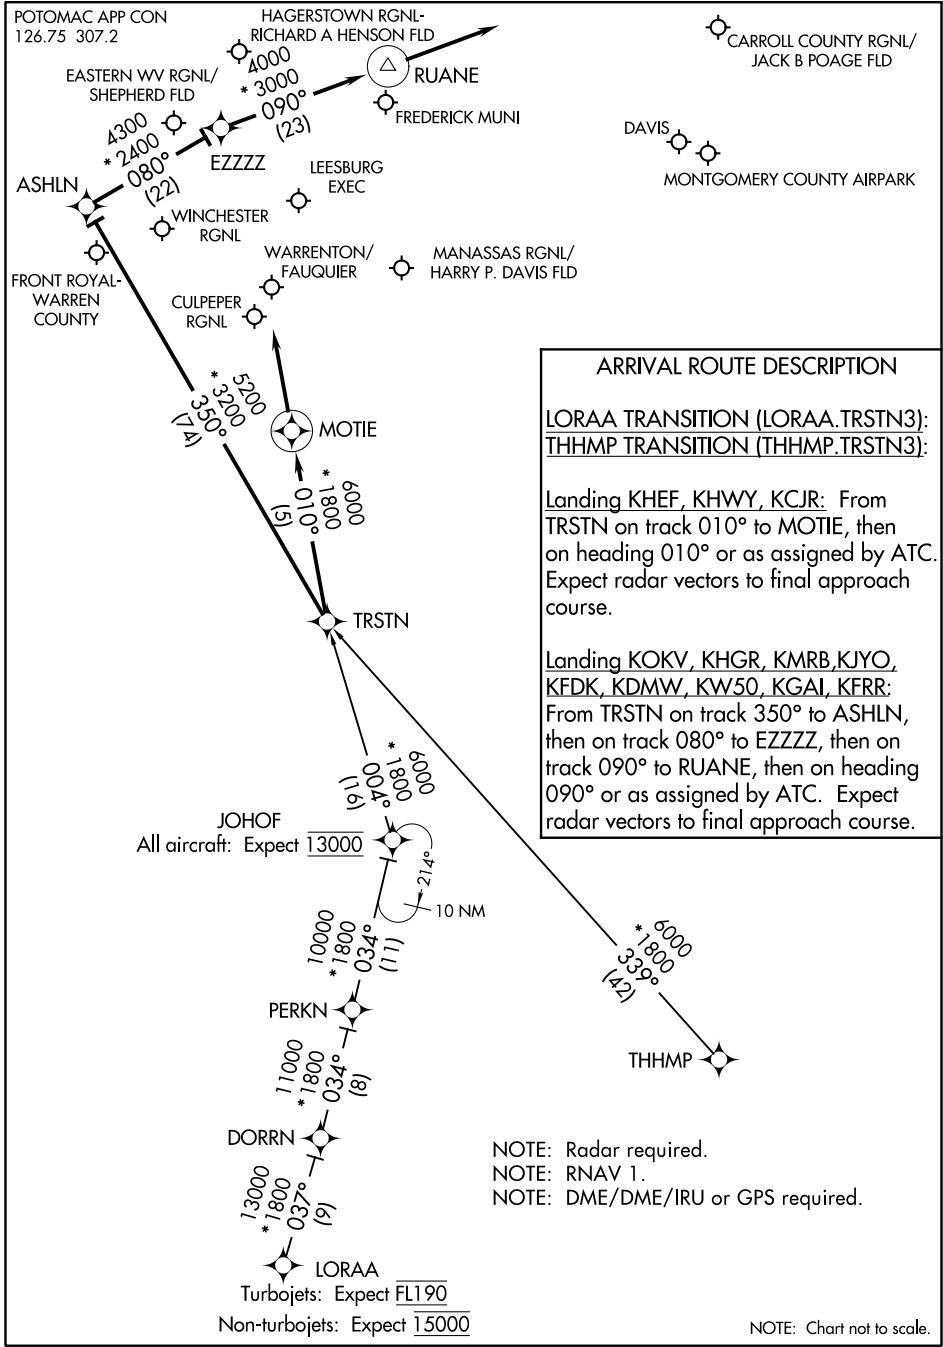 POTOMAC APP CON
126.75 307.2
HAGERSTOWN RGNL-
RICHARD A HENSON FLD
CARROLL COUNTY RGNL/
JACK B POAGE FLD
EASTERN WV RGNL/
SHEPHERD FLD
4000
* 3000
090°
(23)
RUANE
FREDERICK MUNI
DAVIS
MONTGOMERY COUNTY AIRPARK
4300
* 2400
080°
(22)
EZZZZ
ASHLN
LEESBURG
EXEC
WINCHESTER
RGNL
WARRENTON/
FAUQUIER
MANASSAS RGNL/
HARRY P. DAVIS FLD
FRONT ROYAL-
WARREN
COUNTY
CULPEPER
RGNL
5200
* 3200
350°
(74)
MOTIE
6000
* 1800
010°
(5)
TRSTN
ARRIVAL ROUTE DESCRIPTION
LORAA TRANSITION (LORAA.TRSTN3):
THHMP TRANSITION (THHMP.TRSTN3):
Landing KHEF, KHWY, KCJR: From
TRSTN on track 010° to MOTIE, then
on heading 010° or as assigned by ATC.
Expect radar vectors to final approach
course.
Landing KOKV, KHGR, KMRB,KJYO,
KFDK, KDMW, KW50, KGAI, KFRR:
From TRSTN on track 350° to ASHLN,
then on track 080° to EZZZZ, then on
track 090° to RUANE, then on heading
090° or as assigned by ATC. Expect
radar vectors to final approach course.
6000
* 1800
004°
(16)
JOHOF
All aircraft: Expect 13000
214°
10 NM
10000
* 1800
034°
(11)
6000
* 1800
339°
(42)
PERKN
THHMP
11000
* 1800
034°
(8)
DORRN
13000
* 1800
037°
(9)
LORAA
Turbojets: Expect FL190
Non-turbojets: Expect 15000
NOTE: Radar required.
NOTE: RNAV 1.
NOTE: DME/DME/IRU or GPS required.
NOTE: Chart not to scale.